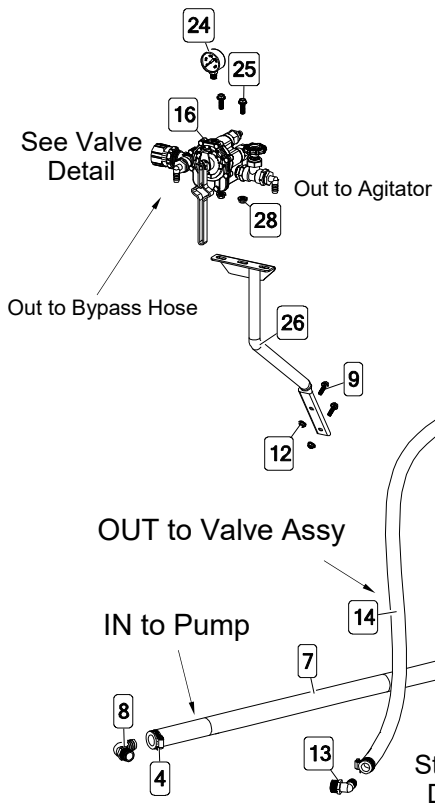 24
25
16
See Valve
Detail
Out to Agitator
28
Out to Bypass Hose
26
9
12
OUT to Valve Assy
14
IN to Pump
7
8
4
13